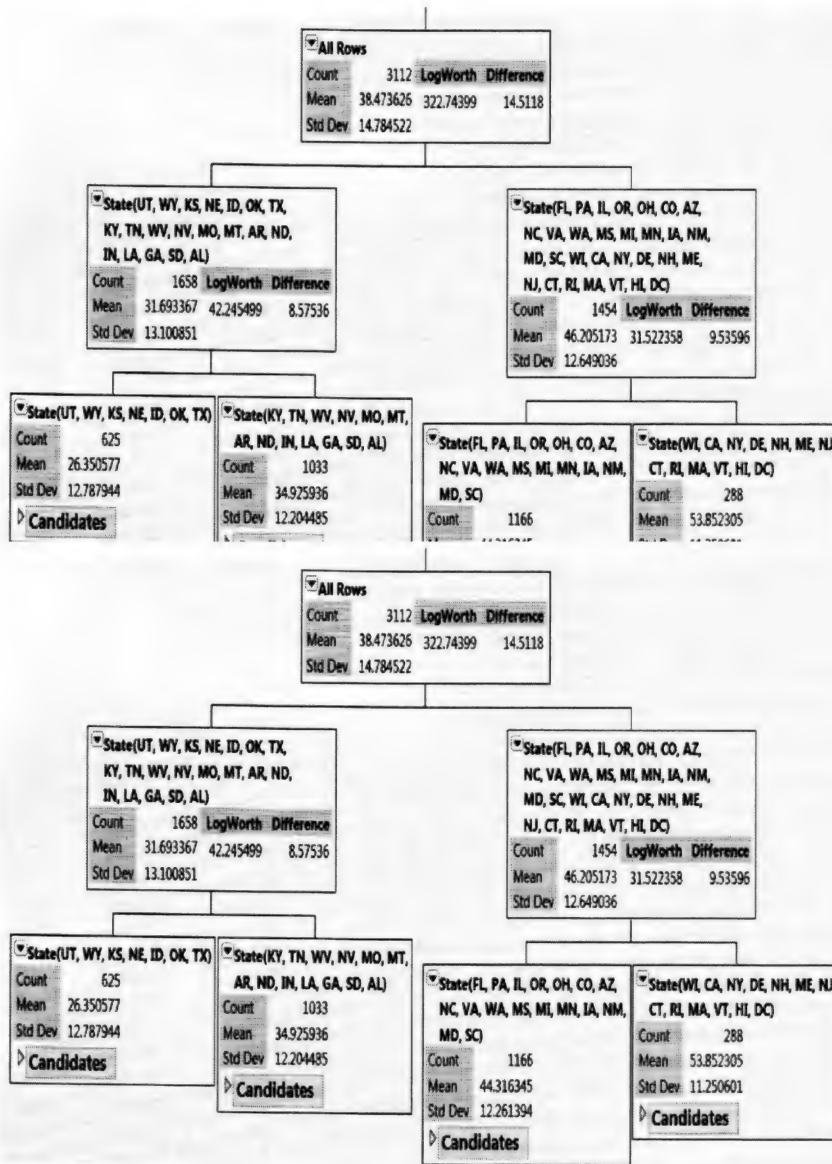 All Rows
Count 3112 LogWorth Difference
Mean 38.473626 322.74399 14.5118
Std Dev 14.784522
State(UT, WY, KS, NE, ID, OK, TX,
KY, TN, WV, NV, MO, MT, AR, ND,
IN, LA, GA, SD, AL)
Count 1658 LogWorth Difference
Mean 31.693367 42.245499 8.57536
Std Dev 13.100851
State(FL, PA, IL, OR, OH, CO, AZ,
NC, VA, WA, MS, MI, MN, IA, NM,
MD, SC, WI, CA, NY, DE, NH, ME,
NJ, CT, RI, MA, VT, HI, DC)
Count 1454 LogWorth Difference
Mean 46.205173 31.522358 9.53596
Std Dev 12.649036
State(UT, WY, KS, NE, ID, OK, TX)
Count 625
Mean 26.350577
Std Dev 12.787944
Candidates
State(KY, TN, WV, NV, MO, MT,
AR, ND, IN, LA, GA, SD, AL)
Count 1033
Mean 34.925936
Std Dev 12.204485
State(FL, PA, IL, OR, OH, CO, AZ,
NC, VA, WA, MS, MI, MN, IA, NM,
MD, SC)
Count 1166
State(WI, CA, NY, DE, NH, ME, NJ,
CT, RI, MA, VT, HI, DC)
Count 288
Mean 53.852305
All Rows
Count 3112 LogWorth Difference
Mean 38.473626 322.74399 14.5118
Std Dev 14.784522
State(UT, WY, KS, NE, ID, OK, TX,
KY, TN, WV, NV, MO, MT, AR, ND,
IN, LA, GA, SD, AL)
Count 1658 LogWorth Difference
Mean 31.693367 42.245499 8.57536
Std Dev 13.100851
State(FL, PA, IL, OR, OH, CO, AZ,
NC, VA, WA, MS, MI, MN, IA, NM,
MD, SC, WI, CA, NY, DE, NH, ME,
NJ, CT, RI, MA, VT, HI, DC)
Count 1454 LogWorth Difference
Mean 46.205173 31.522358 9.53596
Std Dev 12.649036
State(UT, WY, KS, NE, ID, OK, TX)
Count 625
Mean 26.350577
Std Dev 12.787944
Candidates
State(KY, TN, WV, NV, MO, MT,
AR, ND, IN, LA, GA, SD, AL)
Count 1033
Mean 34.925936
Std Dev 12.204485
Candidates
State(FL, PA, IL, OR, OH, CO, AZ,
NC, VA, WA, MS, MI, MN, IA, NM,
MD, SC)
Count 1166
Mean 44.316345
Std Dev 12.261394
Candidates
State(WI, CA, NY, DE, NH, ME, NJ,
CT, RI, MA, VT, HI, DC)
Count 288
Mean 53.852305
Std Dev 11.250601
Candidates